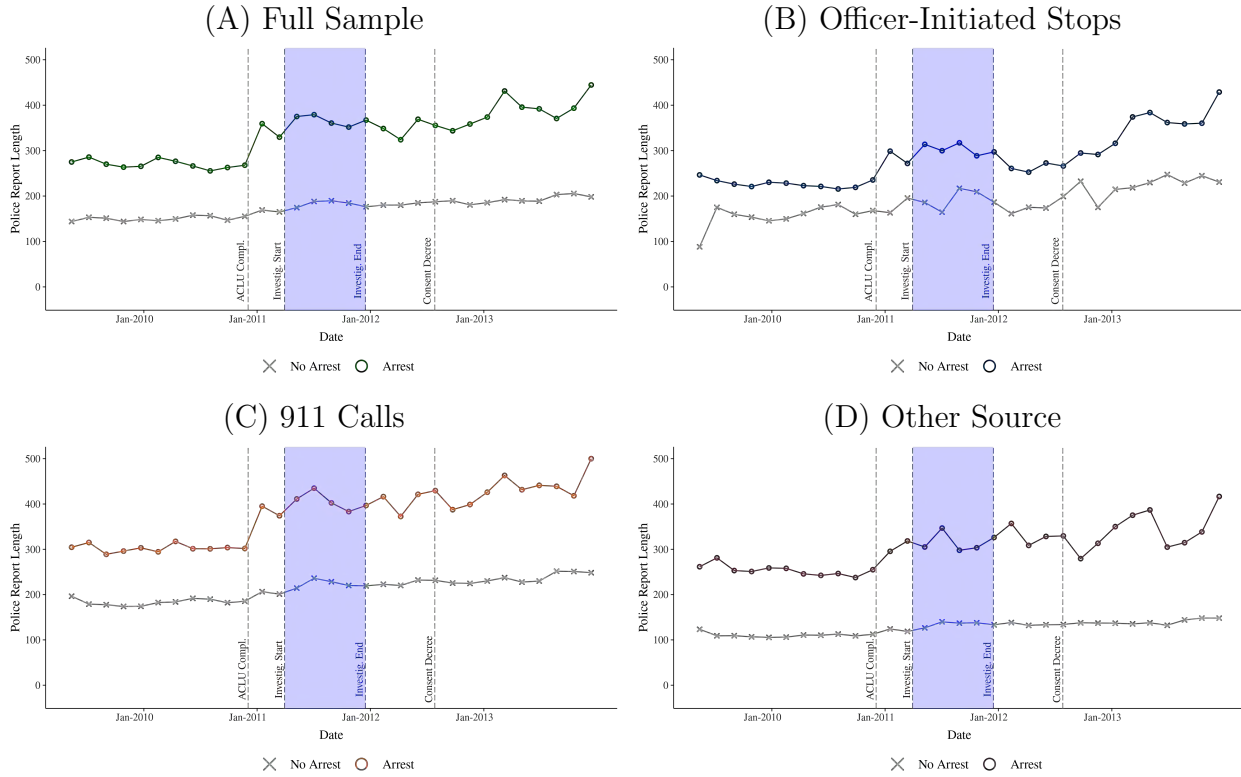 (A) Full Sample
Police Report Length
500
400
300
200
100
0
ACLU Compl.
Investig. Start
Investig. End
Consent Decree
Jan-2010 Jan-2011 Jan-2012 Jan-2013
Date
No Arrest Arrest
(B) Officer-Initiated Stops
Police Report Length
500
400
300
200
100
0
ACLU Compl.
Investig. Start
Investig. End
Consent Decree
Jan-2010 Jan-2011 Jan-2012 Jan-2013
Date
No Arrest Arrest
(C) 911 Calls
Police Report Length
500
400
300
200
100
0
ACLU Compl.
Investig. Start
Investig. End
Consent Decree
Jan-2010 Jan-2011 Jan-2012 Jan-2013
Date
No Arrest Arrest
(D) Other Source
Police Report Length
500
400
300
200
100
0
ACLU Compl.
Investig. Start
Investig. End
Consent Decree
Jan-2010 Jan-2011 Jan-2012 Jan-2013
Date
No Arrest Arrest